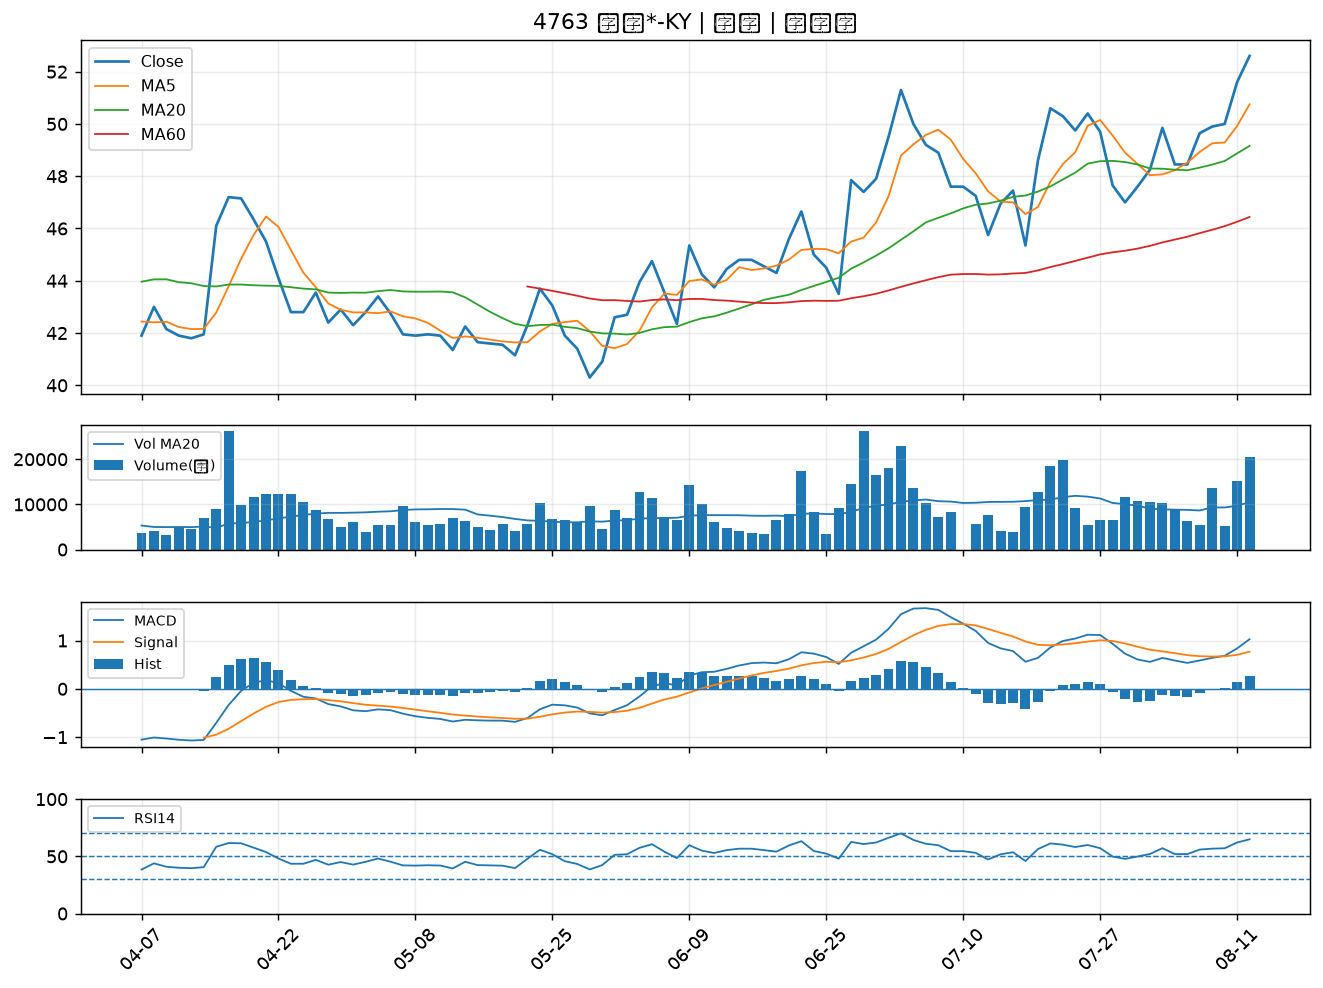 4763 *-KY | |
Close
MA5
MA20
MA60
52
50
48
46
44
42
40
Vol MA20
Volume( )
20000
10000
0
MACD
Signal
Hist
1
0
−1
RSI14
100
50
0
04-07
04-22
05-08
05-25
06-09
06-25
07-10
07-27
08-11